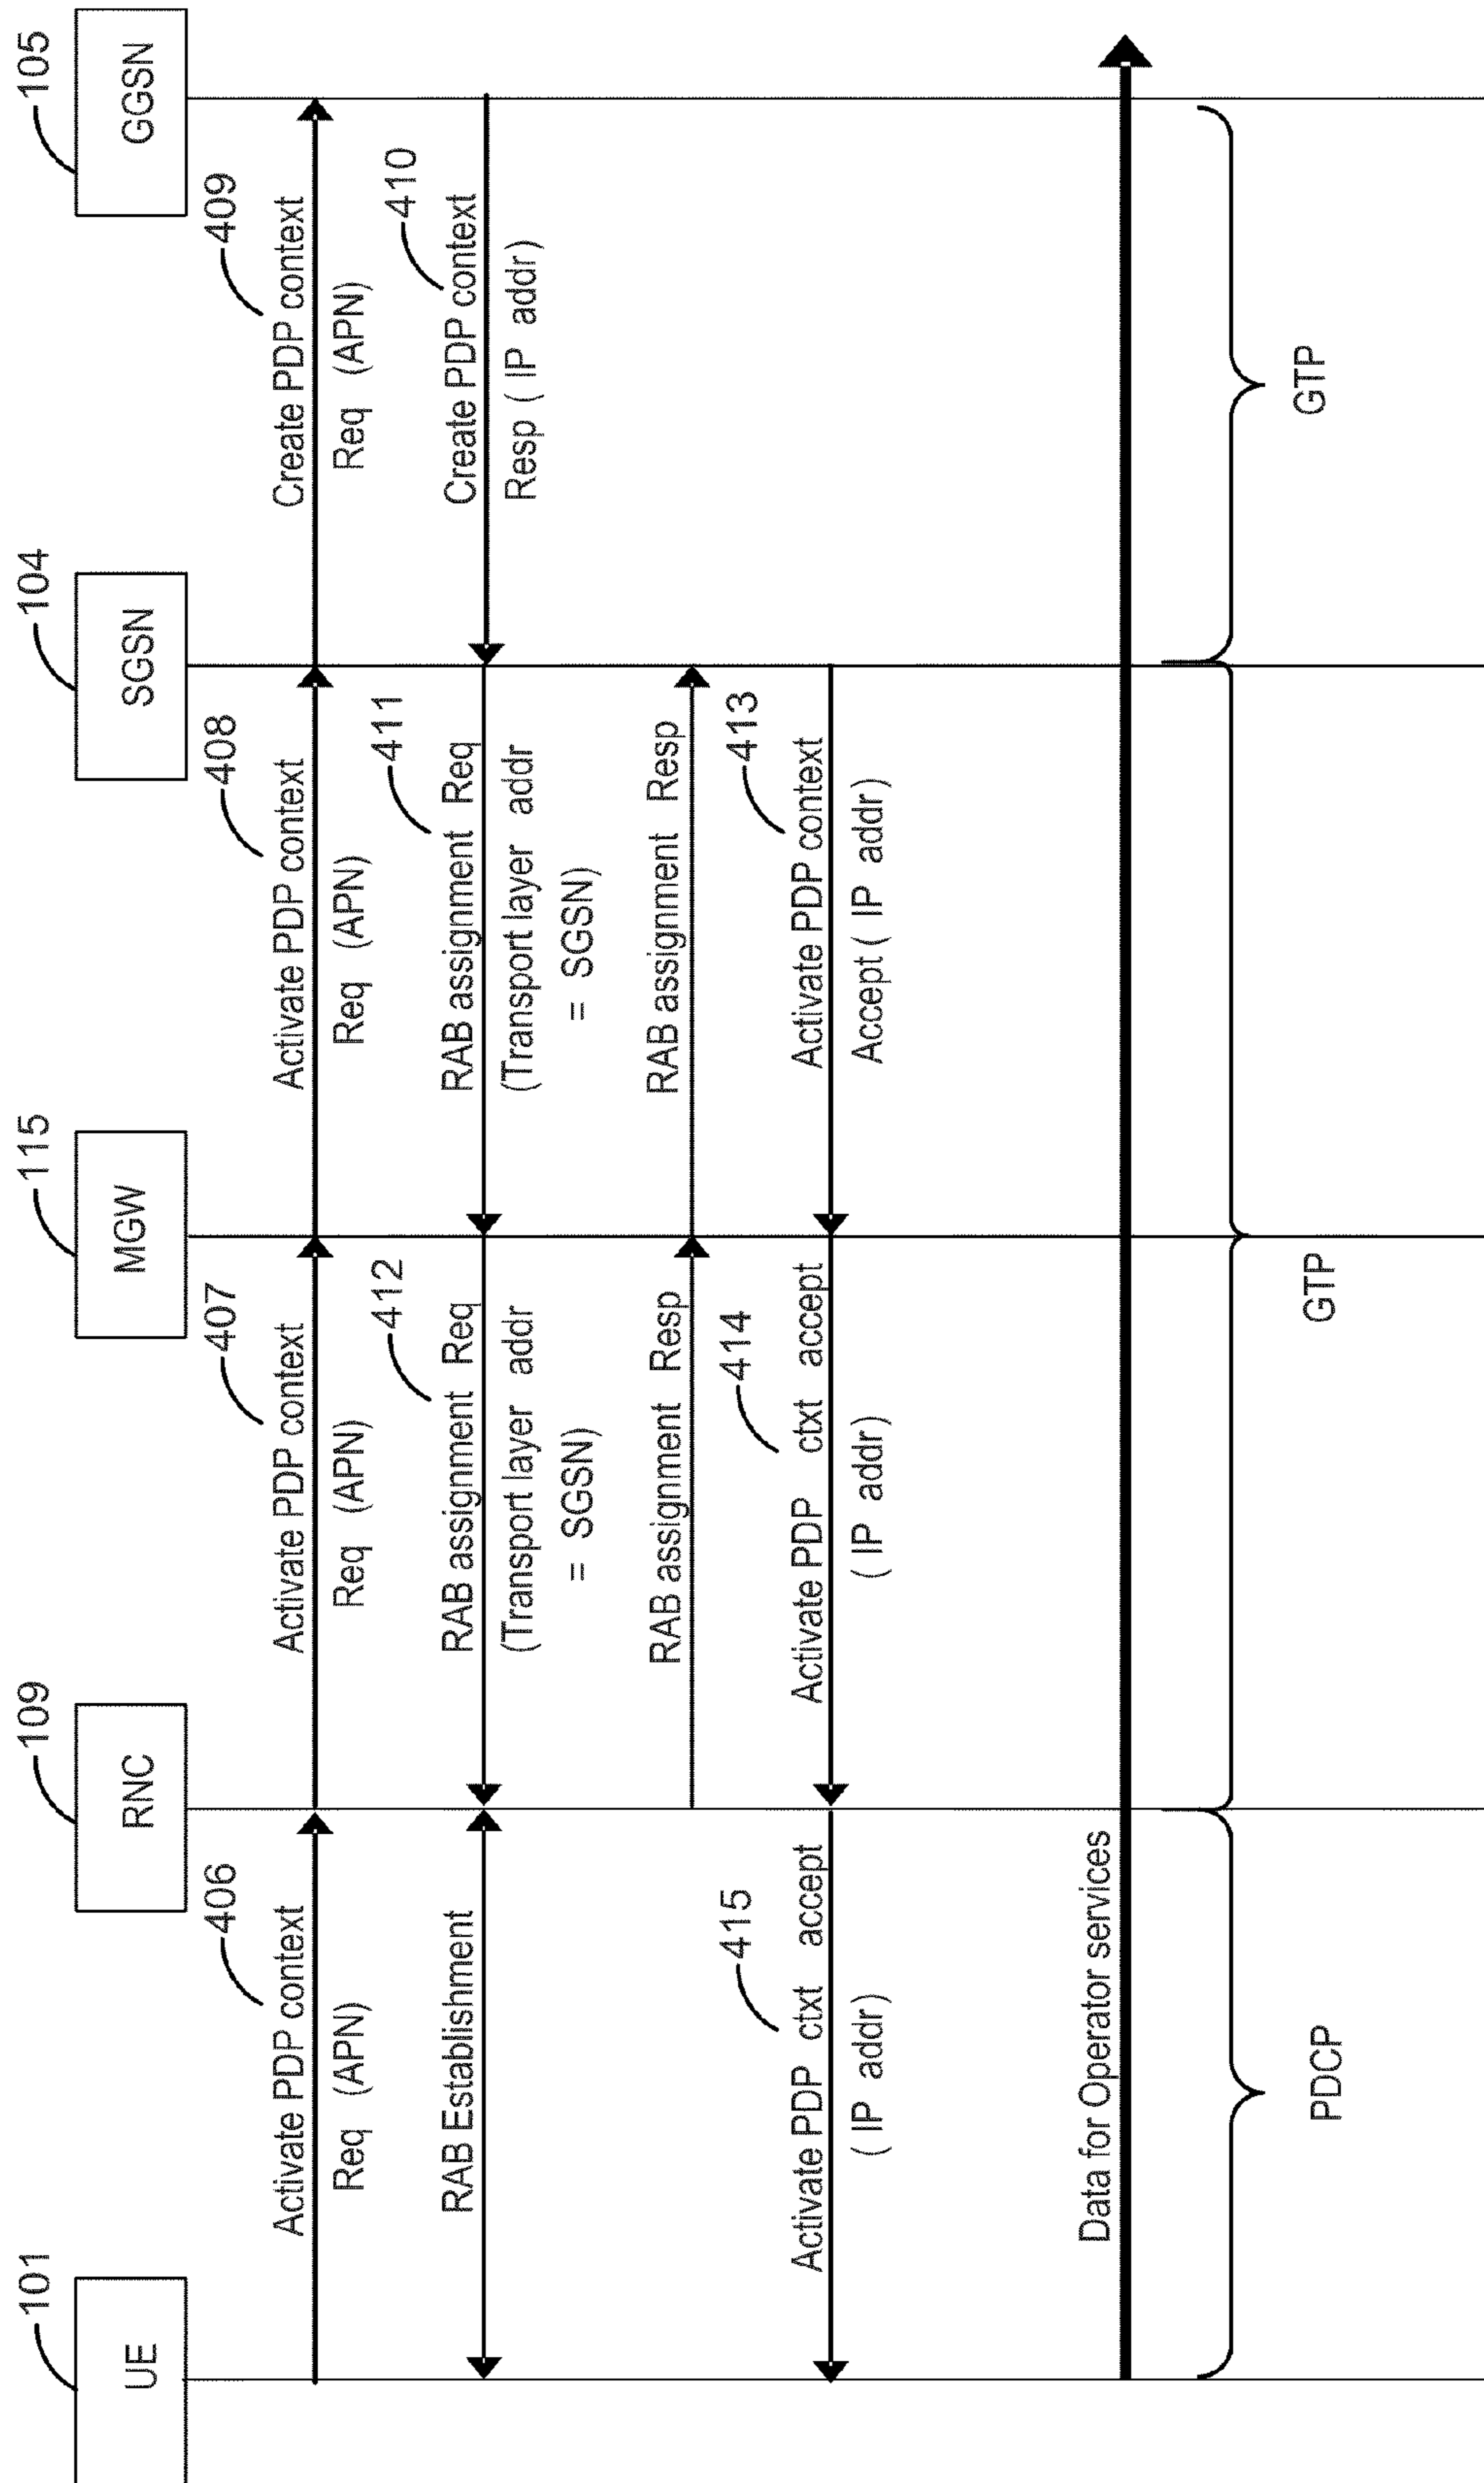 101
109
115
104
105
UE
RNC
MGW
SGSN
GGSN
406
407
408
409
Activate PDP context
Req (APN)
Activate PDP context
Req (APN)
Activate PDP context
Req (APN)
Create PDP context
Req (APN)
412
411
410
RAB Establishment
RAB assignment Req
(Transport layer addr
= SGSN)
RAB assignment Req
(Transport layer addr
= SGSN)
Create PDP context
Resp ( IP addr)
RAB assignment Resp
RAB assignment Resp
415
414
413
Activate PDP ctxt accept
( IP addr)
Activate PDP ctxt accept
( IP addr)
Activate PDP context
Accept ( IP addr)
Data for Operator services
PDCP
GTP
GTP